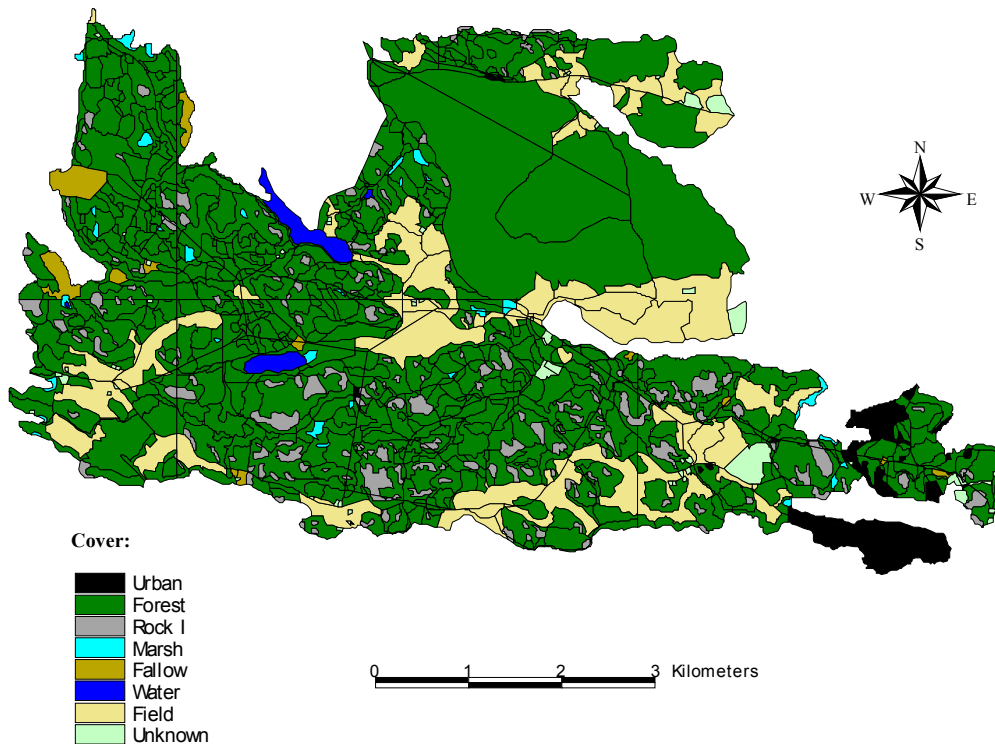 N
W E
S
Cover:
Urban
Forest
Rock I
Marsh
Fallow
Water
Field
Unknown
0 1 2 3 Kilometers